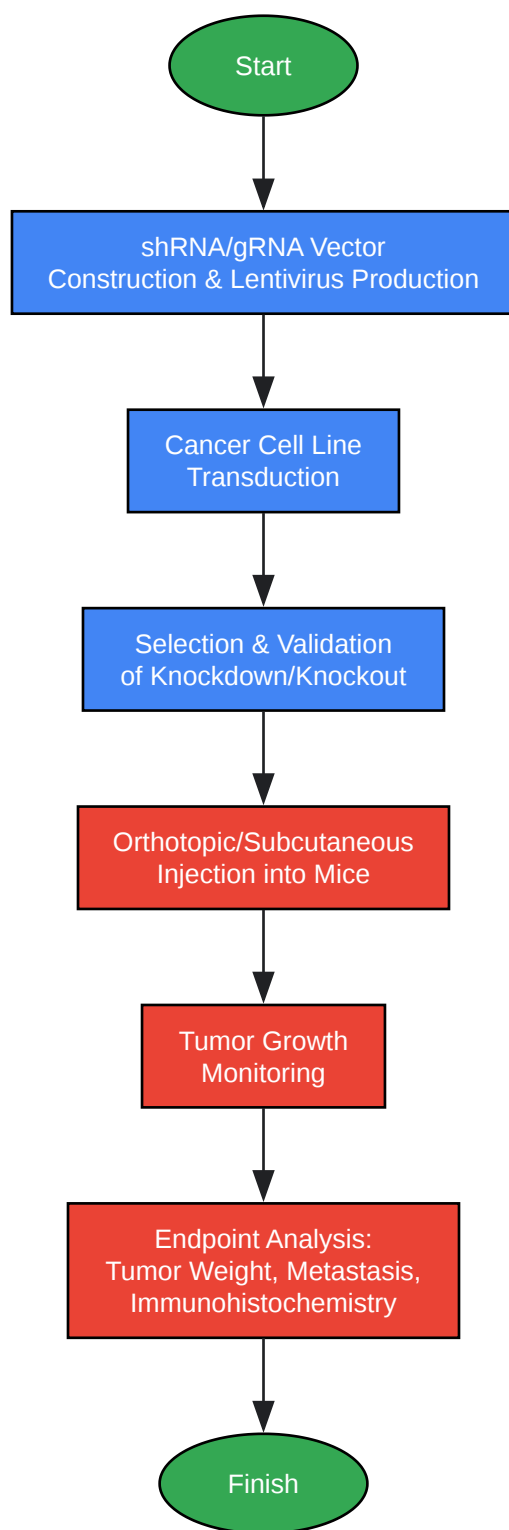 Start
shRNA/gRNA Vector
Construction & Lentivirus Production
Cancer Cell Line
Transduction
Selection & Validation
of Knockdown/Knockout
Orthotopic/Subcutaneous
Injection into Mice
Tumor Growth
Monitoring
Endpoint Analysis:
Tumor Weight, Metastasis,
Immunohistochemistry
Finish